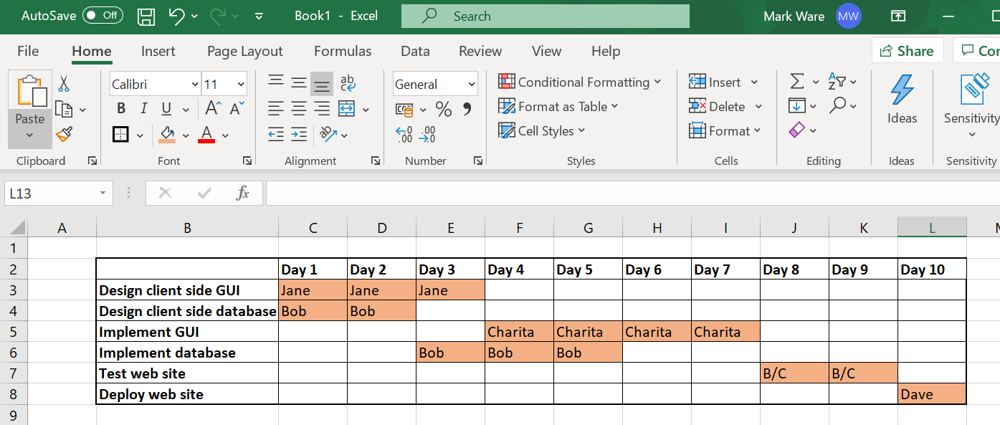 AutoSave Off Book1 - Excel Search Mark Ware MW
File Home Insert Page Layout Formulas Data Review View Help Share
Calibri 11 ab General Conditional Formatting Insert
Paste B I U A A % Format as Table Delete Ideas Sensitivity
A .00 .00 Cell Styles Format
Clipboard Font Alignment Number Styles Cells Editing Ideas Sensitivity
L13 fx
A B C D E F G H I J K L
1
2 Day 1 Day 2 Day 3 Day 4 Day 5 Day 6 Day 7 Day 8 Day 9 Day 10
3 Design client side GUI Jane Jane Jane
4 Design client side database Bob Bob
5 Implement GUI Charita Charita Charita Charita
6 Implement database Bob Bob Bob
7 Test web site B/C B/C
8 Deploy web site Dave
9